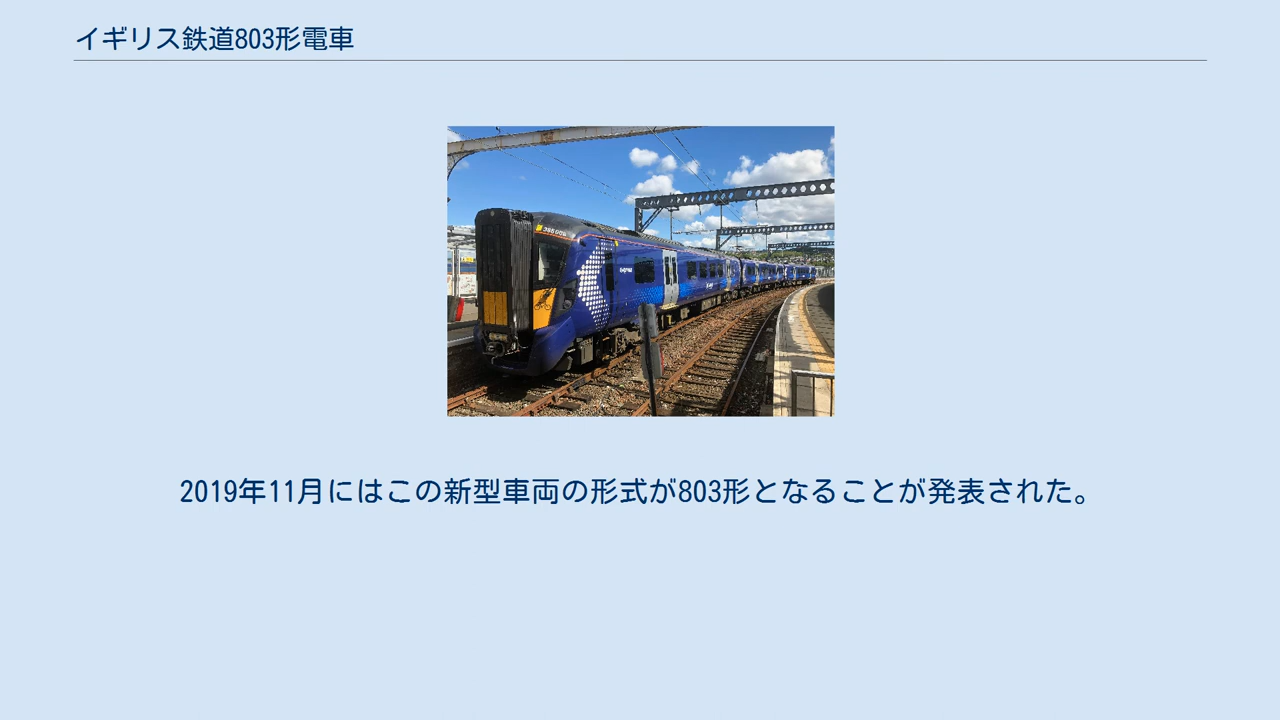 イギリス鉄道803形電車
2019年11月にはこの新型車両の形式が803形となることが発表された。